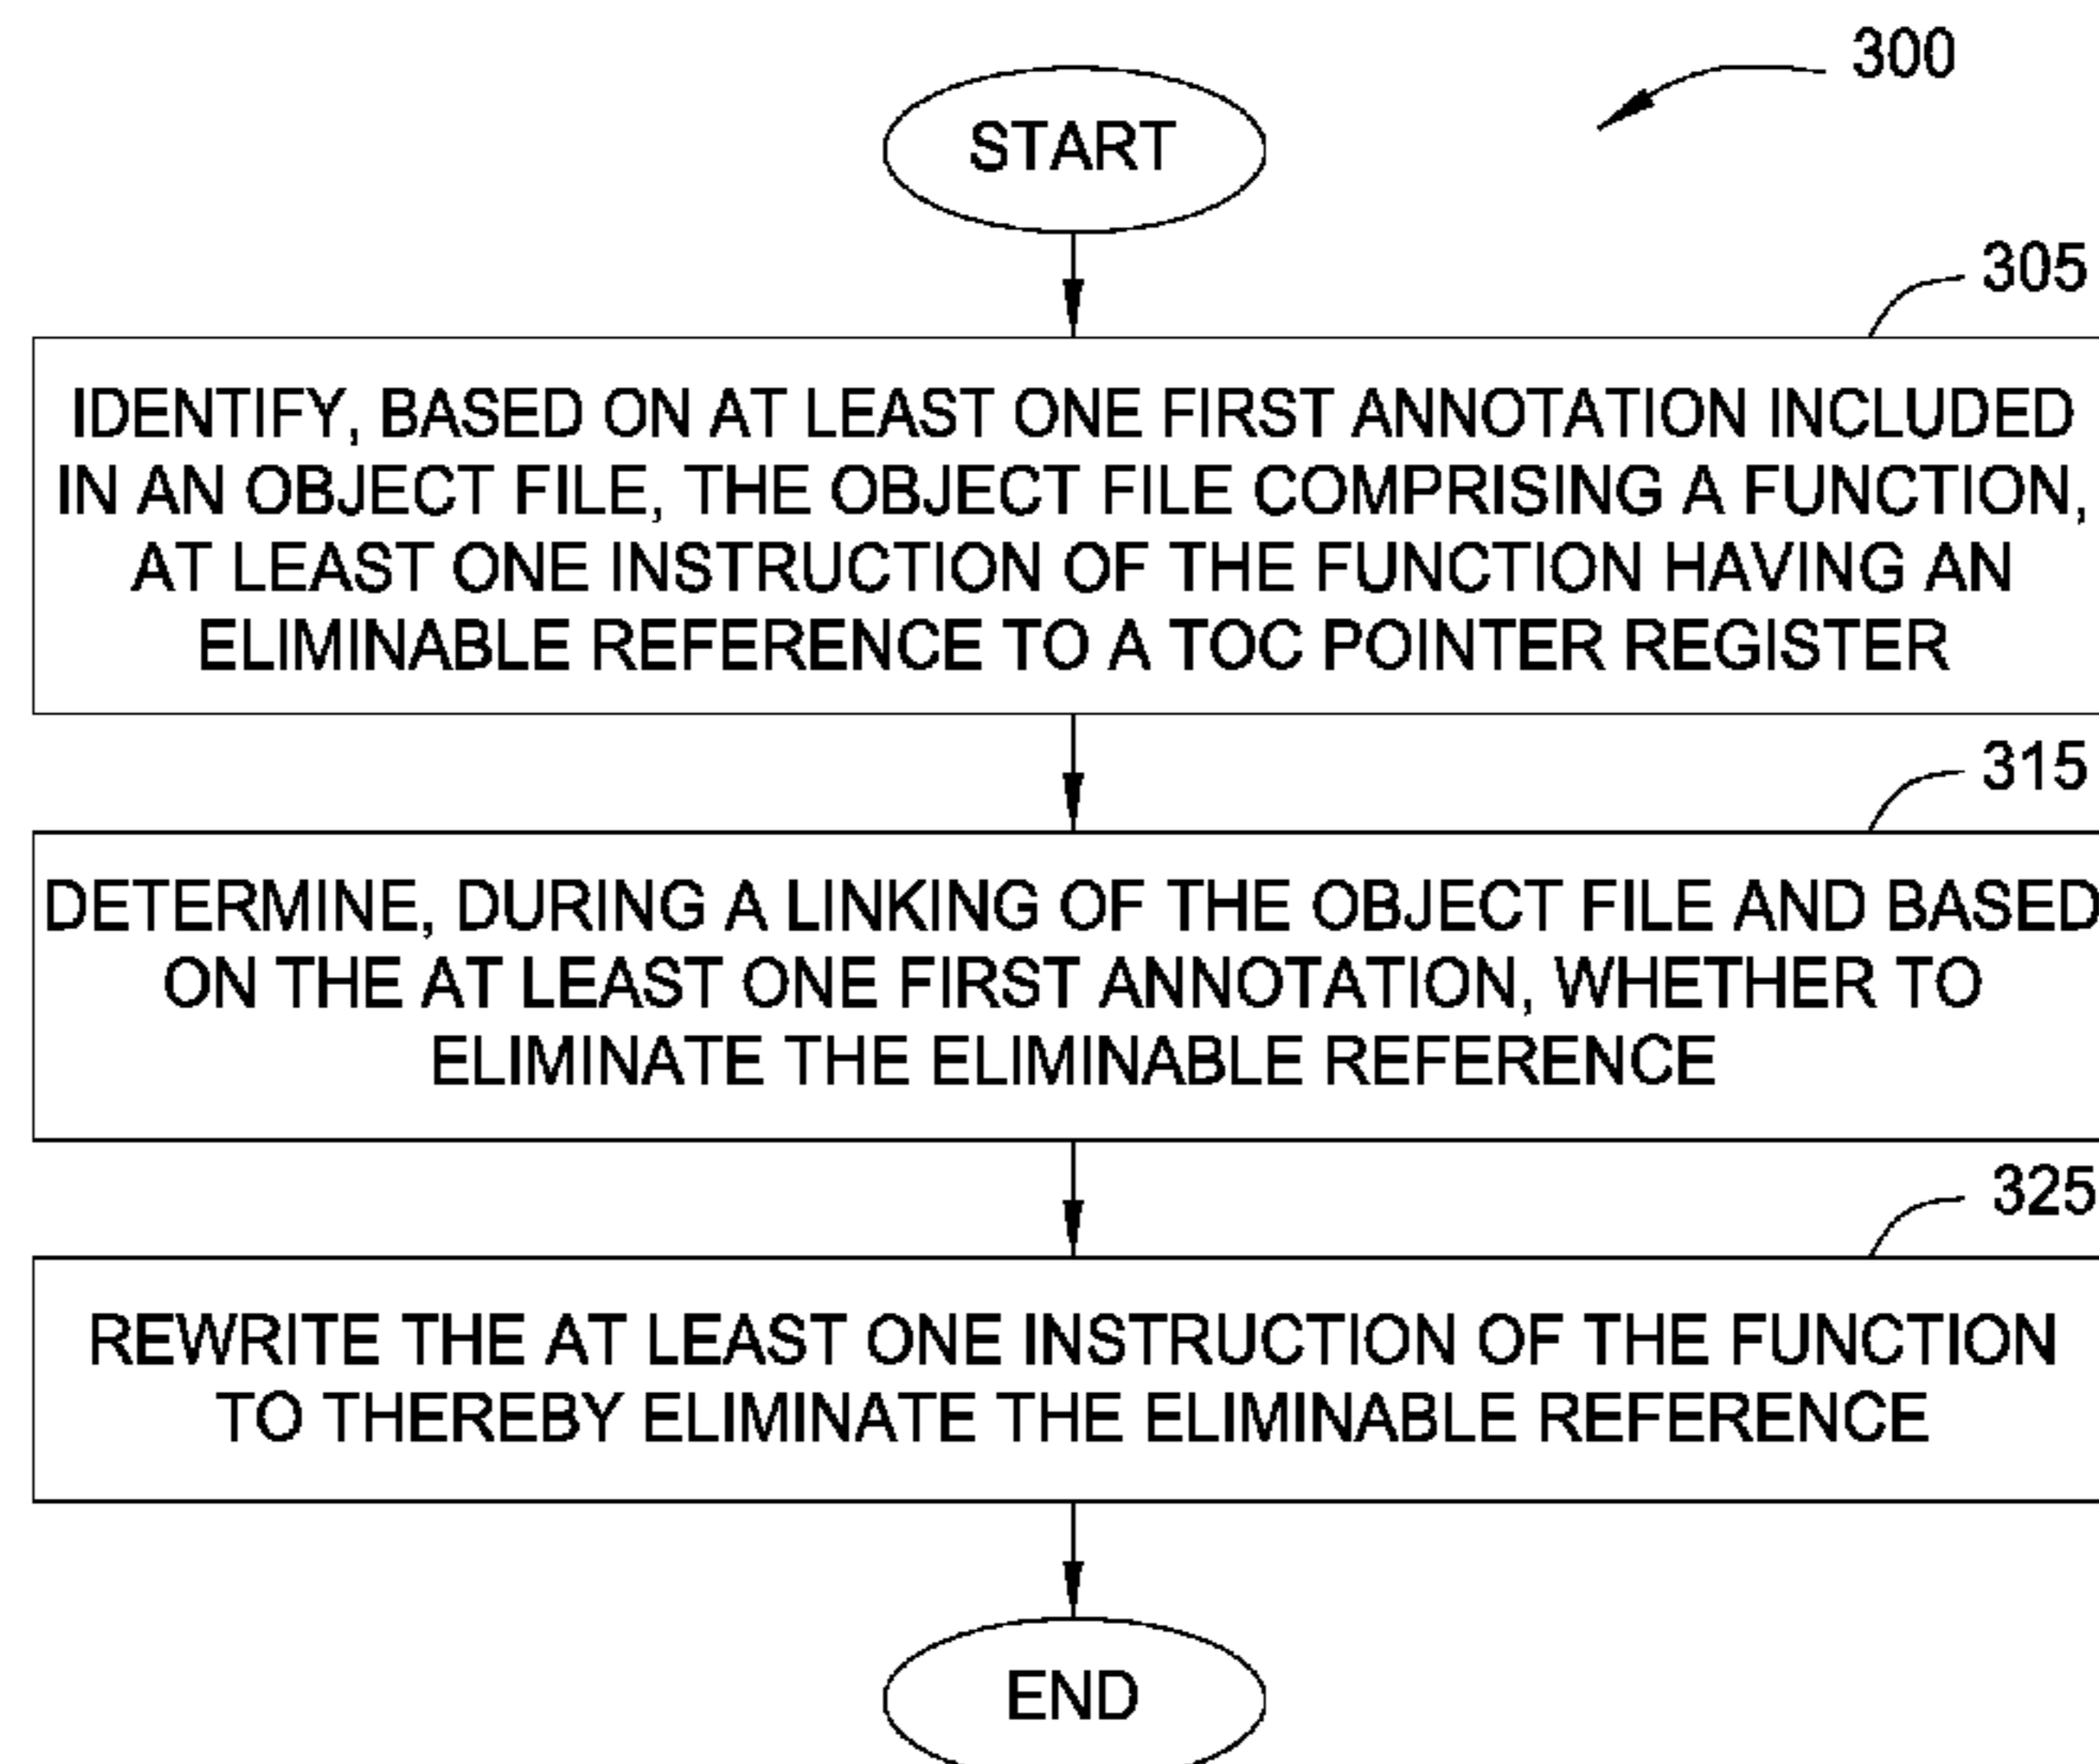 300
START
305
IDENTIFY, BASED ON AT LEAST ONE FIRST ANNOTATION INCLUDED
IN AN OBJECT FILE, THE OBJECT FILE COMPRISING A FUNCTION,
AT LEAST ONE INSTRUCTION OF THE FUNCTION HAVING AN
ELIMINABLE REFERENCE TO A TOC POINTER REGISTER
315
DETERMINE, DURING A LINKING OF THE OBJECT FILE AND BASED
ON THE AT LEAST ONE FIRST ANNOTATION, WHETHER TO
ELIMINATE THE ELIMINABLE REFERENCE
325
REWRITE THE AT LEAST ONE INSTRUCTION OF THE FUNCTION
TO THEREBY ELIMINATE THE ELIMINABLE REFERENCE
END